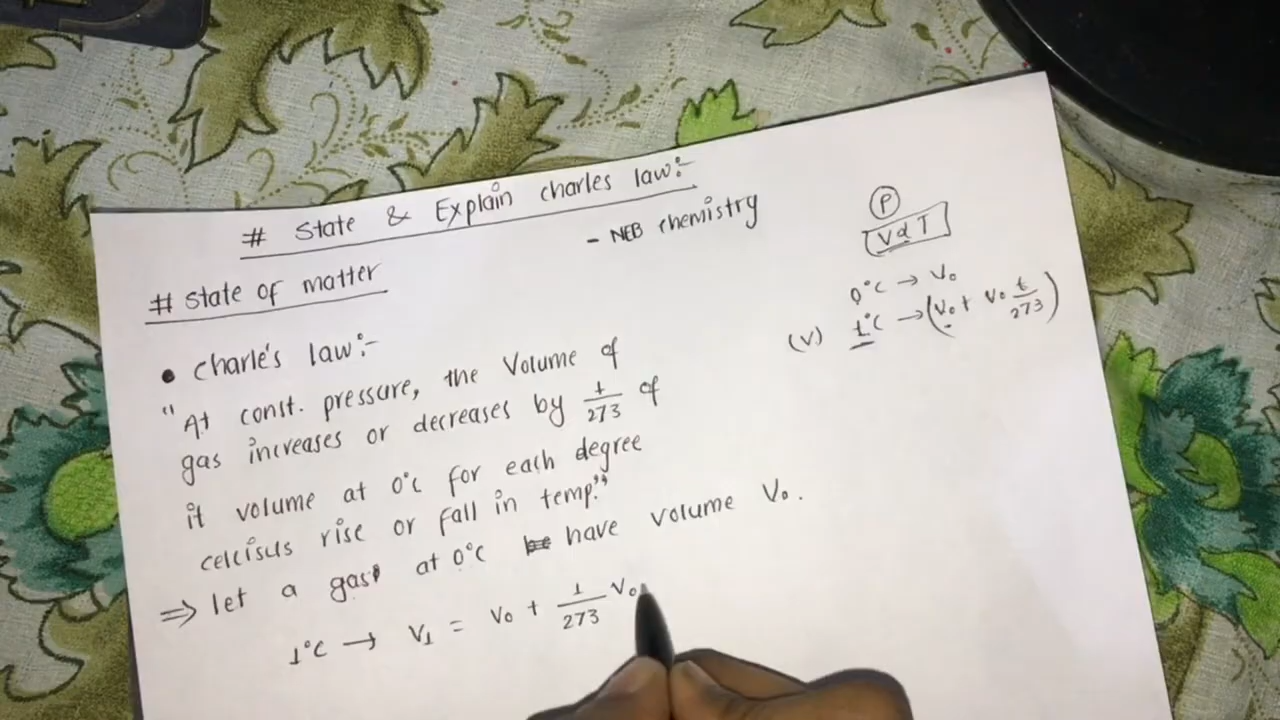 # State & Explain charles law:-
- NEB chemistry
# State of matter
• Charle's law:-
"At const. pressure, the Volume of
gas increases or decreases by 1/273 of
it volume at 0°C for each degree
celcisus rise or fall in temp."
⇒ let a gas at 0°C have volume V₀.
1°C → V₁ = V₀ + 1/273 V₀
P
V α T
0°C → V₀
(V) t°C → (V₀ + V₀ t/273)